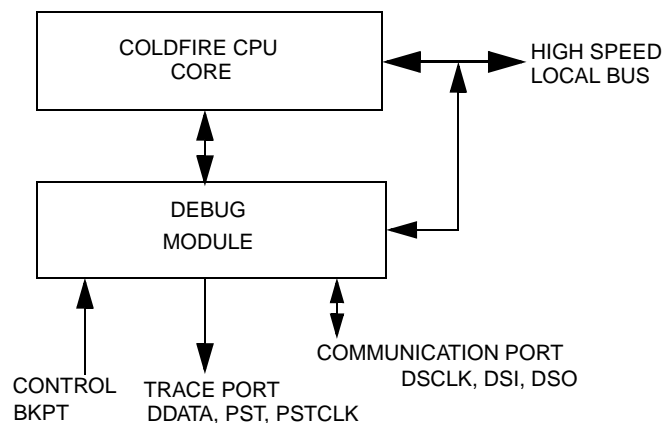 COLDFIRE CPU
CORE
HIGH SPEED
LOCAL BUS
DEBUG
MODULE
COMMUNICATION PORT
DSCLK, DSI, DSO
CONTROL
BKPT
TRACE PORT
DDATA, PST, PSTCLK